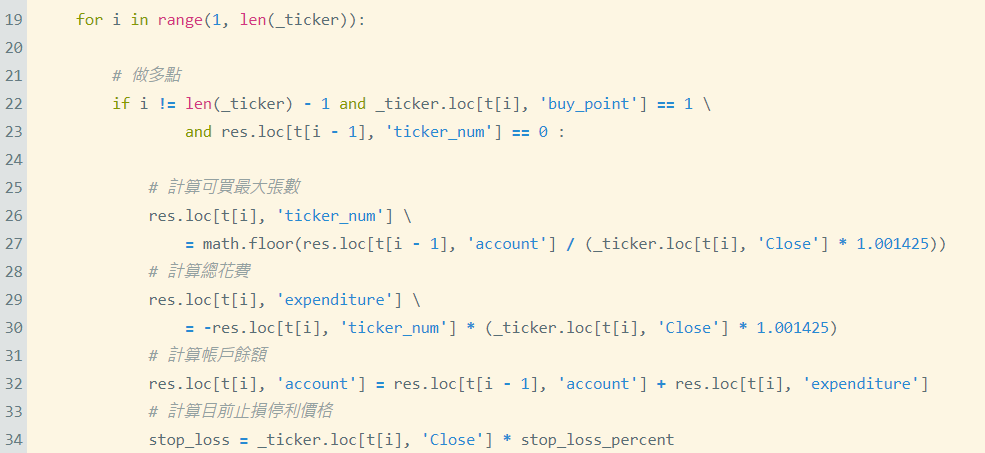 19 for i in range(1, len(_ticker)):
20
21 # 做多點
22 if i != len(_ticker) - 1 and _ticker.loc[t[i], 'buy_point'] == 1 \
23 and res.loc[t[i - 1], 'ticker_num'] == 0 :
24
25 # 計算可買最大張數
26 res.loc[t[i], 'ticker_num'] \
27 = math.floor(res.loc[t[i - 1], 'account'] / (_ticker.loc[t[i], 'Close'] * 1.001425))
28 # 計算總花費
29 res.loc[t[i], 'expenditure'] \
30 = -res.loc[t[i], 'ticker_num'] * (_ticker.loc[t[i], 'Close'] * 1.001425)
31 # 計算帳戶餘額
32 res.loc[t[i], 'account'] = res.loc[t[i - 1], 'account'] + res.loc[t[i], 'expenditure']
33 # 計算目前止損停利價格
34 stop_loss = _ticker.loc[t[i], 'Close'] * stop_loss_percent